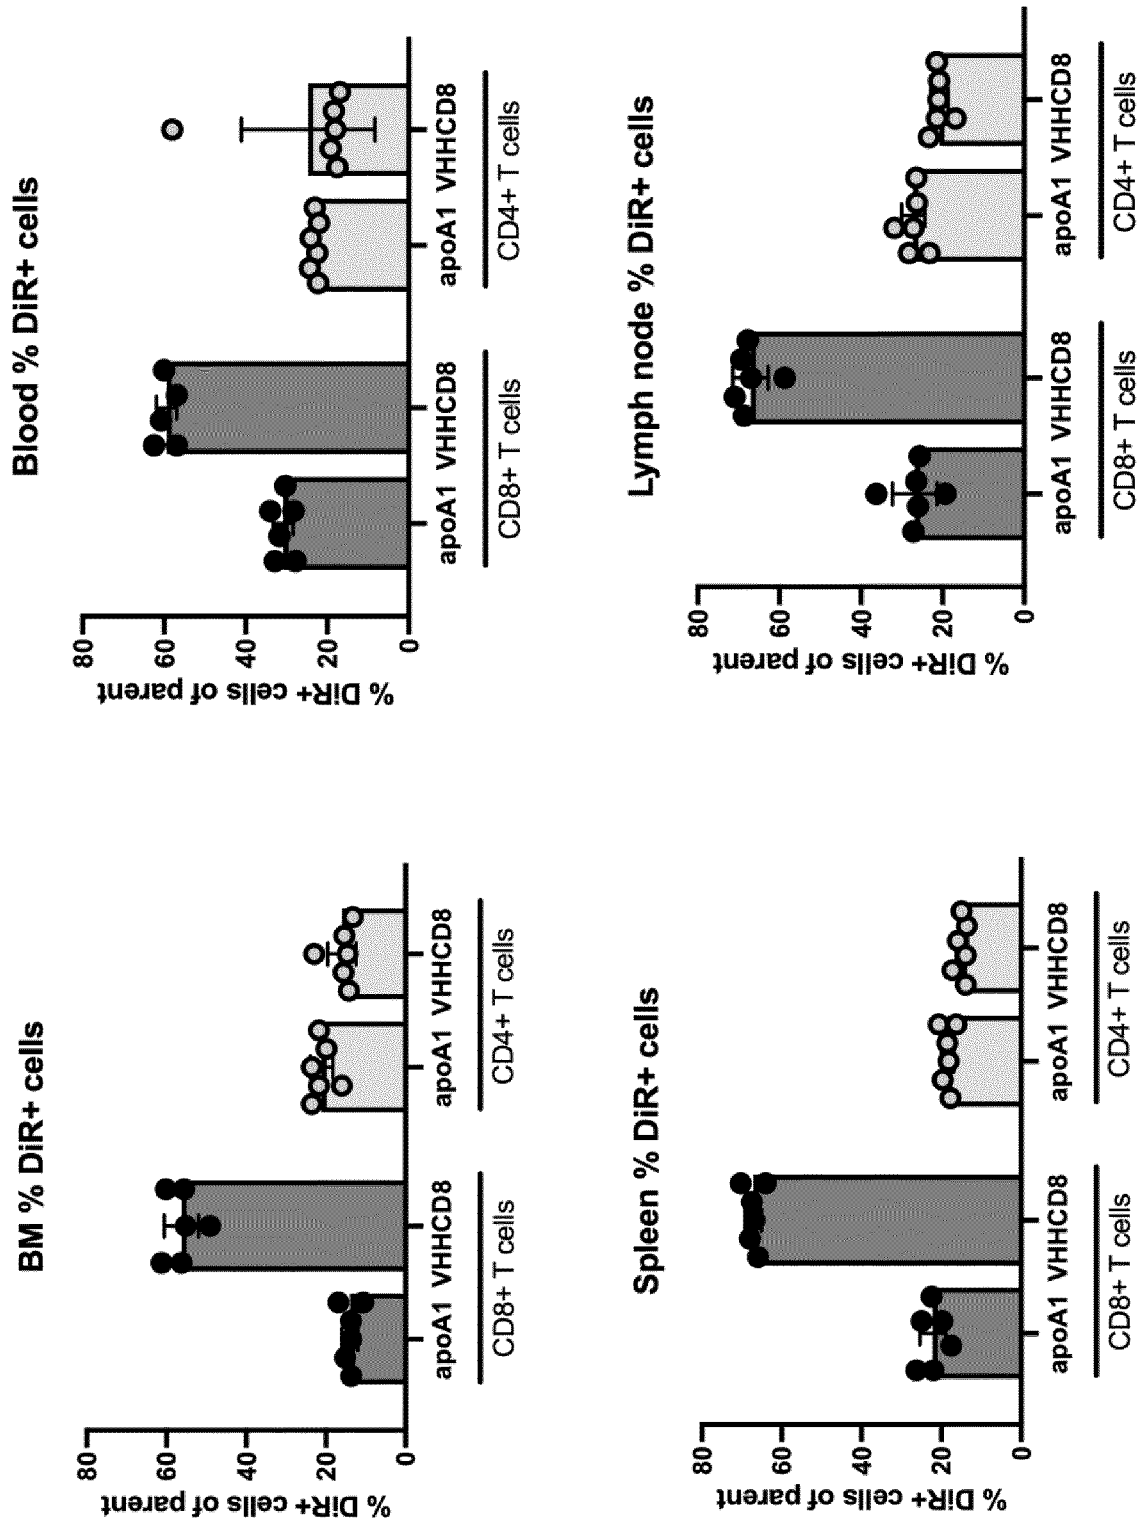 BM % DiR+ cells
% DiR+ cells of parent
80
60
40
20
0
apoA1 VHHCD8 apoA1 VHHCD8
CD8+ T cells CD4+ T cells
Blood % DiR+ cells
% DiR+ cells of parent
80
60
40
20
0
apoA1 VHHCD8 apoA1 VHHCD8
CD8+ T cells CD4+ T cells
Spleen % DiR+ cells
% DiR+ cells of parent
80
60
40
20
0
apoA1 VHHCD8 apoA1 VHHCD8
CD8+ T cells CD4+ T cells
Lymph node % DiR+ cells
% DiR+ cells of parent
80
60
40
20
0
apoA1 VHHCD8 apoA1 VHHCD8
CD8+ T cells CD4+ T cells